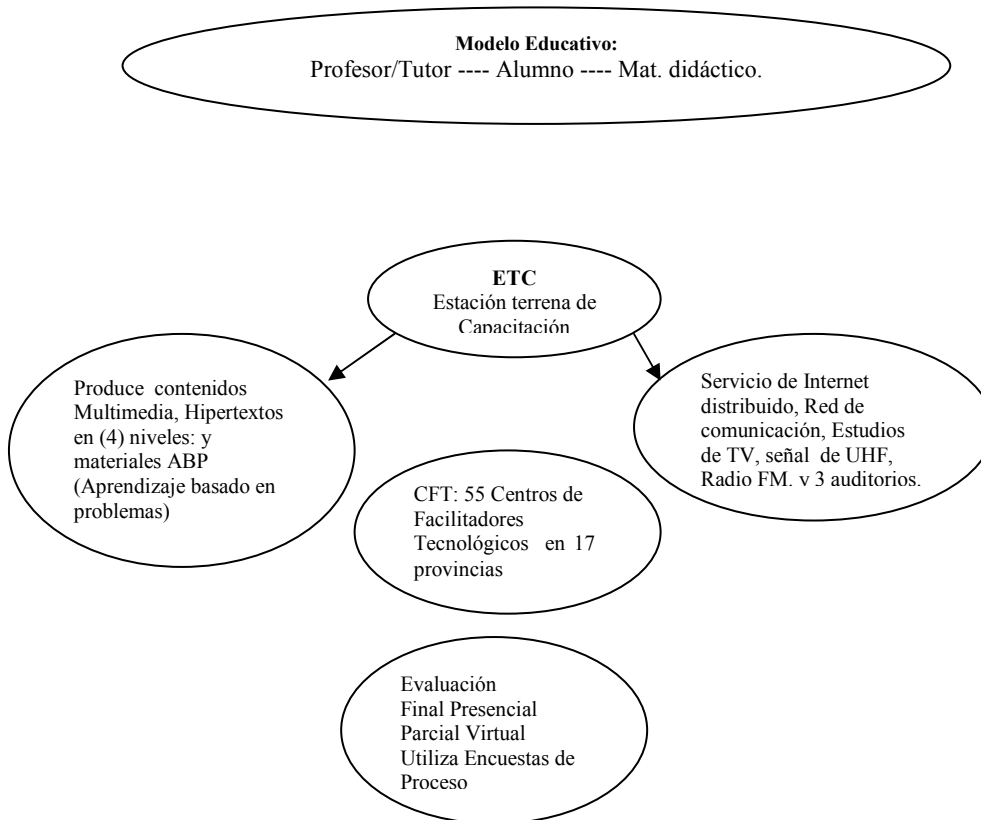 Modelo Educativo:
Profesor/Tutor ---- Alumno ---- Mat. didáctico.
ETC
Estación terrena de
Capacitación
Produce contenidos
Multimedia, Hipertextos
en (4) niveles: y
materiales ABP
(Aprendizaje basado en
problemas)
Servicio de Internet
distribuido, Red de
comunicación, Estudios
de TV, señal de UHF,
Radio FM. y 3 auditorios.
CFT: 55 Centros de
Facilitadores
Tecnológicos en 17
provincias
Evaluación
Final Presencial
Parcial Virtual
Utiliza Encuestas de
Proceso